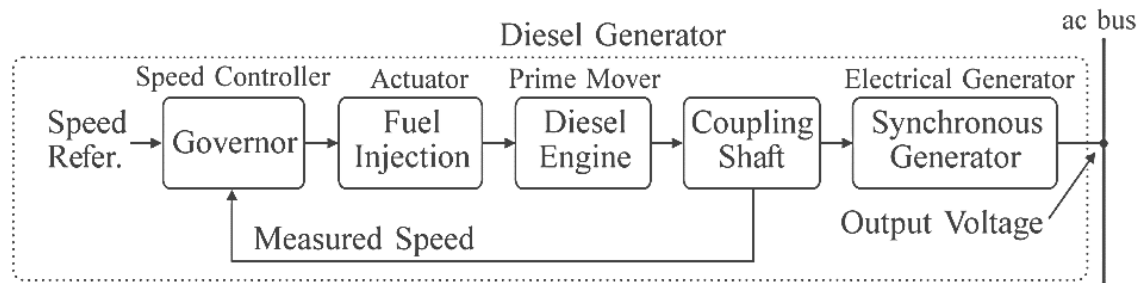 ac bus
Diesel Generator
Speed Controller
Actuator
Prime Mover
Electrical Generator
Speed
Refer.
Governor
Fuel
Injection
Diesel
Engine
Coupling
Shaft
Synchronous
Generator
Measured Speed
Output Voltage